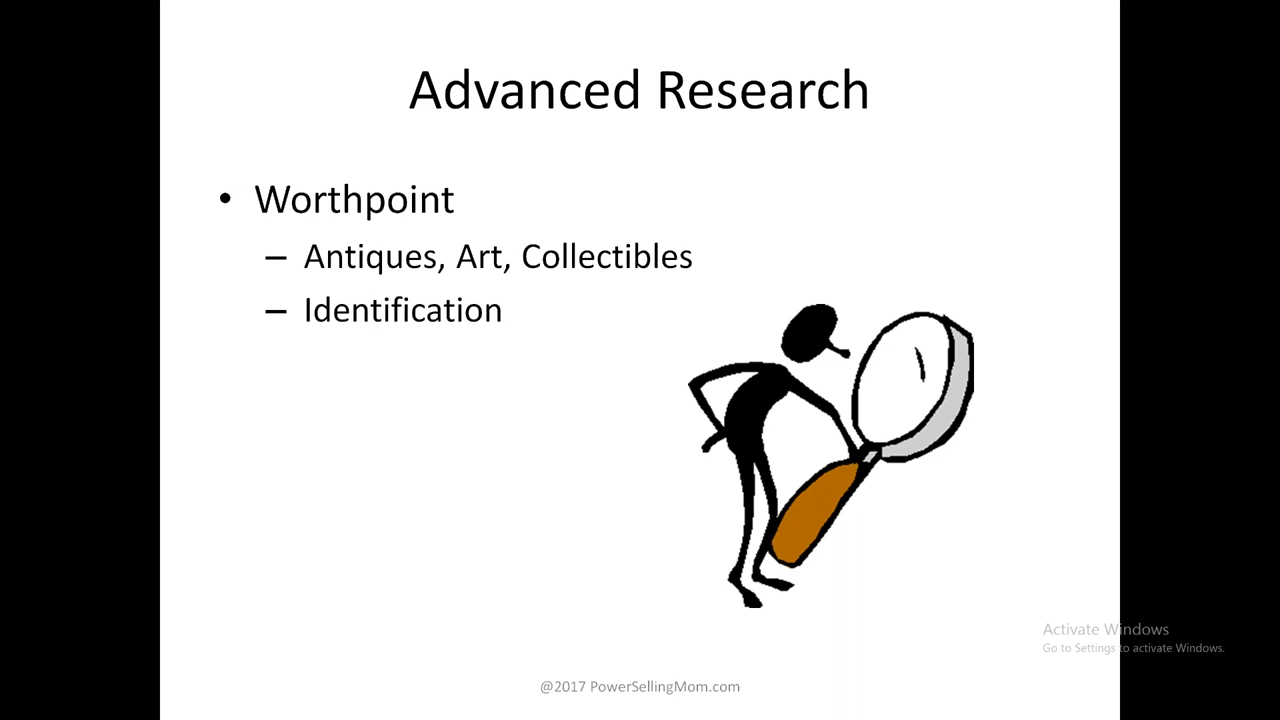 Advanced Research
• Worthpoint
– Antiques, Art, Collectibles
– Identification
Activate Windows
Go to Settings to activate Windows.
@2017 PowerSellingMom.com